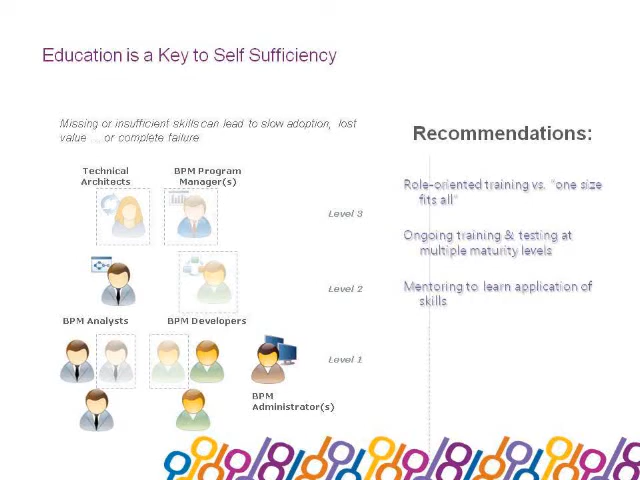 Education is a Key to Self Sufficiency
Missing or insufficient skills can lead to slow adoption, lost
value ... or complete failure
Recommendations:
Technical
Architects
BPM Program
Manager(s)
Role-oriented training vs. "one size
fits all"
Level 3
Ongoing training & testing at
multiple maturity levels
Level 2
Mentoring to learn application of
skills
BPM Analysts
BPM Developers
Level 1
BPM
Administrator(s)